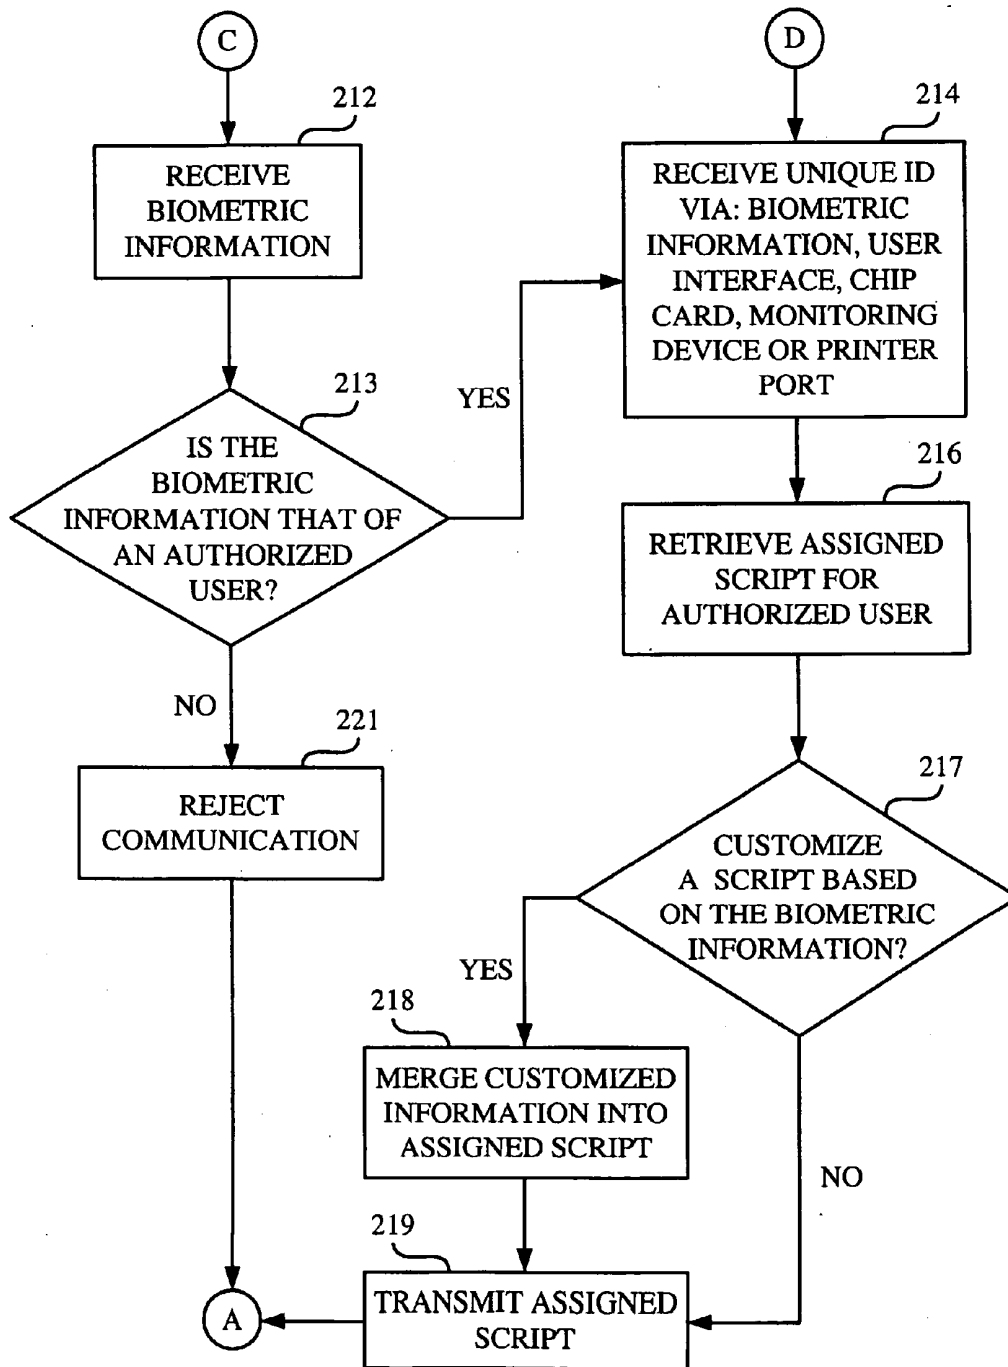 C
212
RECEIVE
BIOMETRIC
INFORMATION
213
IS THE
BIOMETRIC
INFORMATION THAT OF
AN AUTHORIZED
USER?
YES
NO
221
REJECT
COMMUNICATION
D
214
RECEIVE UNIQUE ID
VIA: BIOMETRIC
INFORMATION, USER
INTERFACE, CHIP
CARD, MONITORING
DEVICE OR PRINTER
PORT
216
RETRIEVE ASSIGNED
SCRIPT FOR
AUTHORIZED USER
217
CUSTOMIZE
A SCRIPT BASED
ON THE BIOMETRIC
INFORMATION?
YES
NO
218
MERGE CUSTOMIZED
INFORMATION INTO
ASSIGNED SCRIPT
219
TRANSMIT ASSIGNED
SCRIPT
A